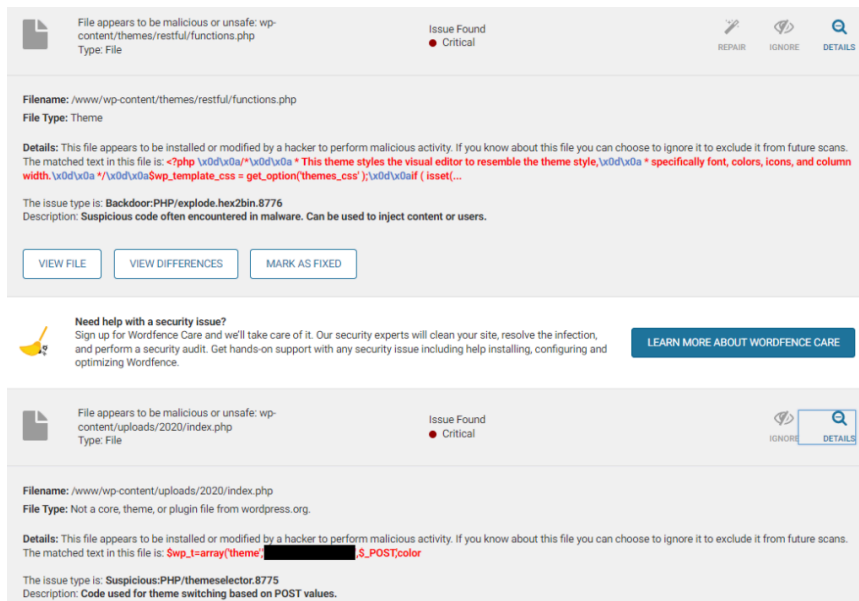 File appears to be malicious or unsafe: wp-
content/themes/restful/functions.php
Type: File
Issue Found
Critical
REPAIR
IGNORE
DETAILS
Filename: /www/wp-content/themes/restful/functions.php
File Type: Theme
Details: This file appears to be installed or modified by a hacker to perform malicious activity. If you know about this file you can choose to ignore it to exclude it from future scans.
The matched text in this file is: <?php \x0d\x0a/*\x0d\x0a * This theme styles the visual editor to resemble the theme style,\x0d\x0a * specifically font, colors, icons, and column
width.\x0d\x0a */\x0d\x0a$wp_template_css = get_option('themes_css' );\x0d\x0aif ( isset(...
The issue type is: Backdoor:PHP/explode.hex2bin.8776
Description: Suspicious code often encountered in malware. Can be used to inject content or users.
VIEW FILE
VIEW DIFFERENCES
MARK AS FIXED
Need help with a security issue?
Sign up for Wordfence Care and we'll take care of it. Our security experts will clean your site, resolve the infection,
and perform a security audit. Get hands-on support with any security issue including help installing, configuring and
optimizing Wordfence.
LEARN MORE ABOUT WORDFENCE CARE
File appears to be malicious or unsafe: wp-
content/uploads/2020/index.php
Type: File
Issue Found
Critical
IGNORE
DETAILS
Filename: /www/wp-content/uploads/2020/index.php
File Type: Not a core, theme, or plugin file from wordpress.org.
Details: This file appears to be installed or modified by a hacker to perform malicious activity. If you know about this file you can choose to ignore it to exclude it from future scans.
The matched text in this file is: $wp_t=array('theme', ,$_POST,'color
The issue type is: Suspicious:PHP/themeselector.8775
Description: Code used for theme switching based on POST values.